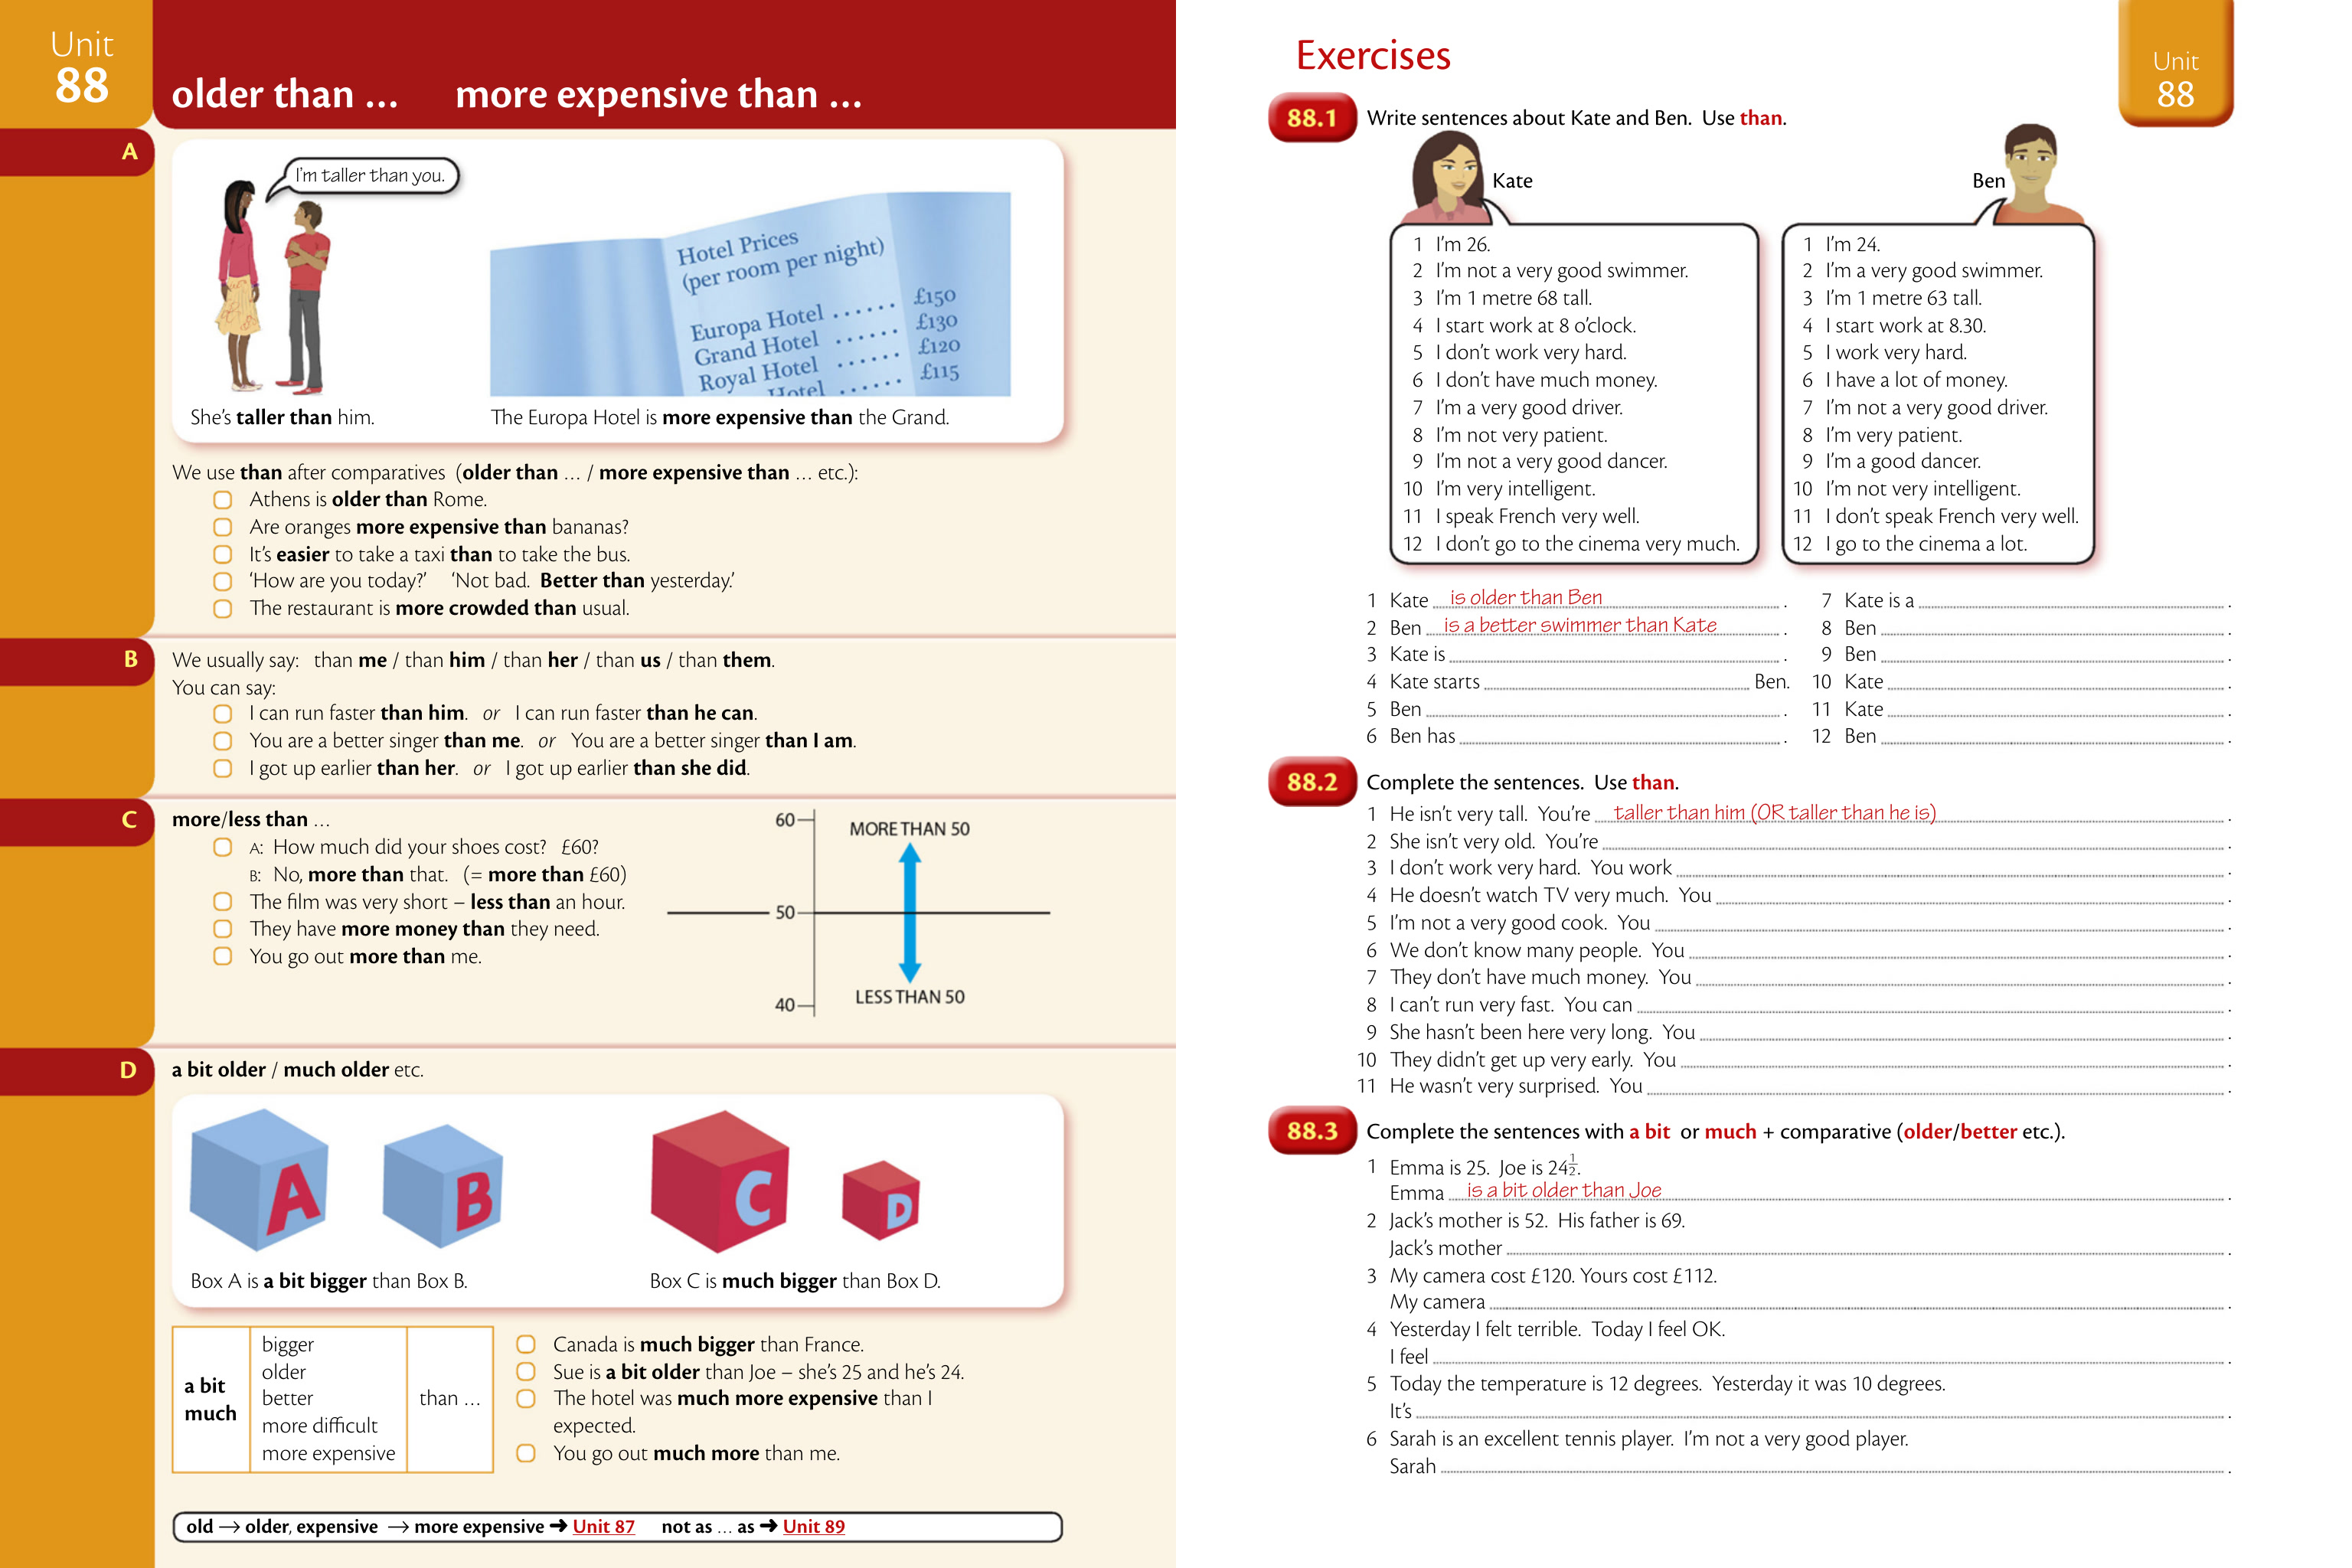 Unit
88
older than … more expensive than …
A
I'm taller than you.
Hotel Prices
(per room per night)
Europa Hotel ...... £150
Grand Hotel ...... £130
Royal Hotel ...... £120
Hotel ...... £115
She's taller than him.
The Europa Hotel is more expensive than the Grand.
We use than after comparatives (older than … / more expensive than … etc.):
Athens is older than Rome.
Are oranges more expensive than bananas?
It's easier to take a taxi than to take the bus.
'How are you today?' 'Not bad. Better than yesterday.'
The restaurant is more crowded than usual.
B
We usually say: than me / than him / than her / than us / than them.
You can say:
I can run faster than him. or I can run faster than he can.
You are a better singer than me. or You are a better singer than I am.
I got up earlier than her. or I got up earlier than she did.
C
more/less than …
A: How much did your shoes cost? £60?
B: No, more than that. (= more than £60)
The film was very short – less than an hour.
They have more money than they need.
You go out more than me.
60
MORE THAN 50
50
40
LESS THAN 50
D
a bit older / much older etc.
A
B
C
D
Box A is a bit bigger than Box B.
Box C is much bigger than Box D.
a bit
much
bigger
older
better
more difficult
more expensive
than …
Canada is much bigger than France.
Sue is a bit older than Joe – she's 25 and he's 24.
The hotel was much more expensive than I
expected.
You go out much more than me.
old → older, expensive → more expensive ➜ Unit 87 not as … as ➜ Unit 89
Exercises
Unit
88
88.1 Write sentences about Kate and Ben. Use than.
Kate
Ben
1 I'm 26.
2 I'm not a very good swimmer.
3 I'm 1 metre 68 tall.
4 I start work at 8 o'clock.
5 I don't work very hard.
6 I don't have much money.
7 I'm a very good driver.
8 I'm not very patient.
9 I'm not a very good dancer.
10 I'm very intelligent.
11 I speak French very well.
12 I don't go to the cinema very much.
1 I'm 24.
2 I'm a very good swimmer.
3 I'm 1 metre 63 tall.
4 I start work at 8.30.
5 I work very hard.
6 I have a lot of money.
7 I'm not a very good driver.
8 I'm very patient.
9 I'm a good dancer.
10 I'm not very intelligent.
11 I don't speak French very well.
12 I go to the cinema a lot.
1 Kate is older than Ben .
2 Ben is a better swimmer than Kate .
3 Kate is .
4 Kate starts Ben.
5 Ben .
6 Ben has .
7 Kate is a .
8 Ben .
9 Ben .
10 Kate .
11 Kate .
12 Ben .
88.2 Complete the sentences. Use than.
1 He isn't very tall. You're taller than him (OR taller than he is) .
2 She isn't very old. You're .
3 I don't work very hard. You work .
4 He doesn't watch TV very much. You .
5 I'm not a very good cook. You .
6 We don't know many people. You .
7 They don't have much money. You .
8 I can't run very fast. You can .
9 She hasn't been here very long. You .
10 They didn't get up very early. You .
11 He wasn't very surprised. You .
88.3 Complete the sentences with a bit or much + comparative (older/better etc.).
1 Emma is 25. Joe is 24½.
Emma is a bit older than Joe .
2 Jack's mother is 52. His father is 69.
Jack's mother .
3 My camera cost £120. Yours cost £112.
My camera .
4 Yesterday I felt terrible. Today I feel OK.
I feel .
5 Today the temperature is 12 degrees. Yesterday it was 10 degrees.
It's .
6 Sarah is an excellent tennis player. I'm not a very good player.
Sarah .